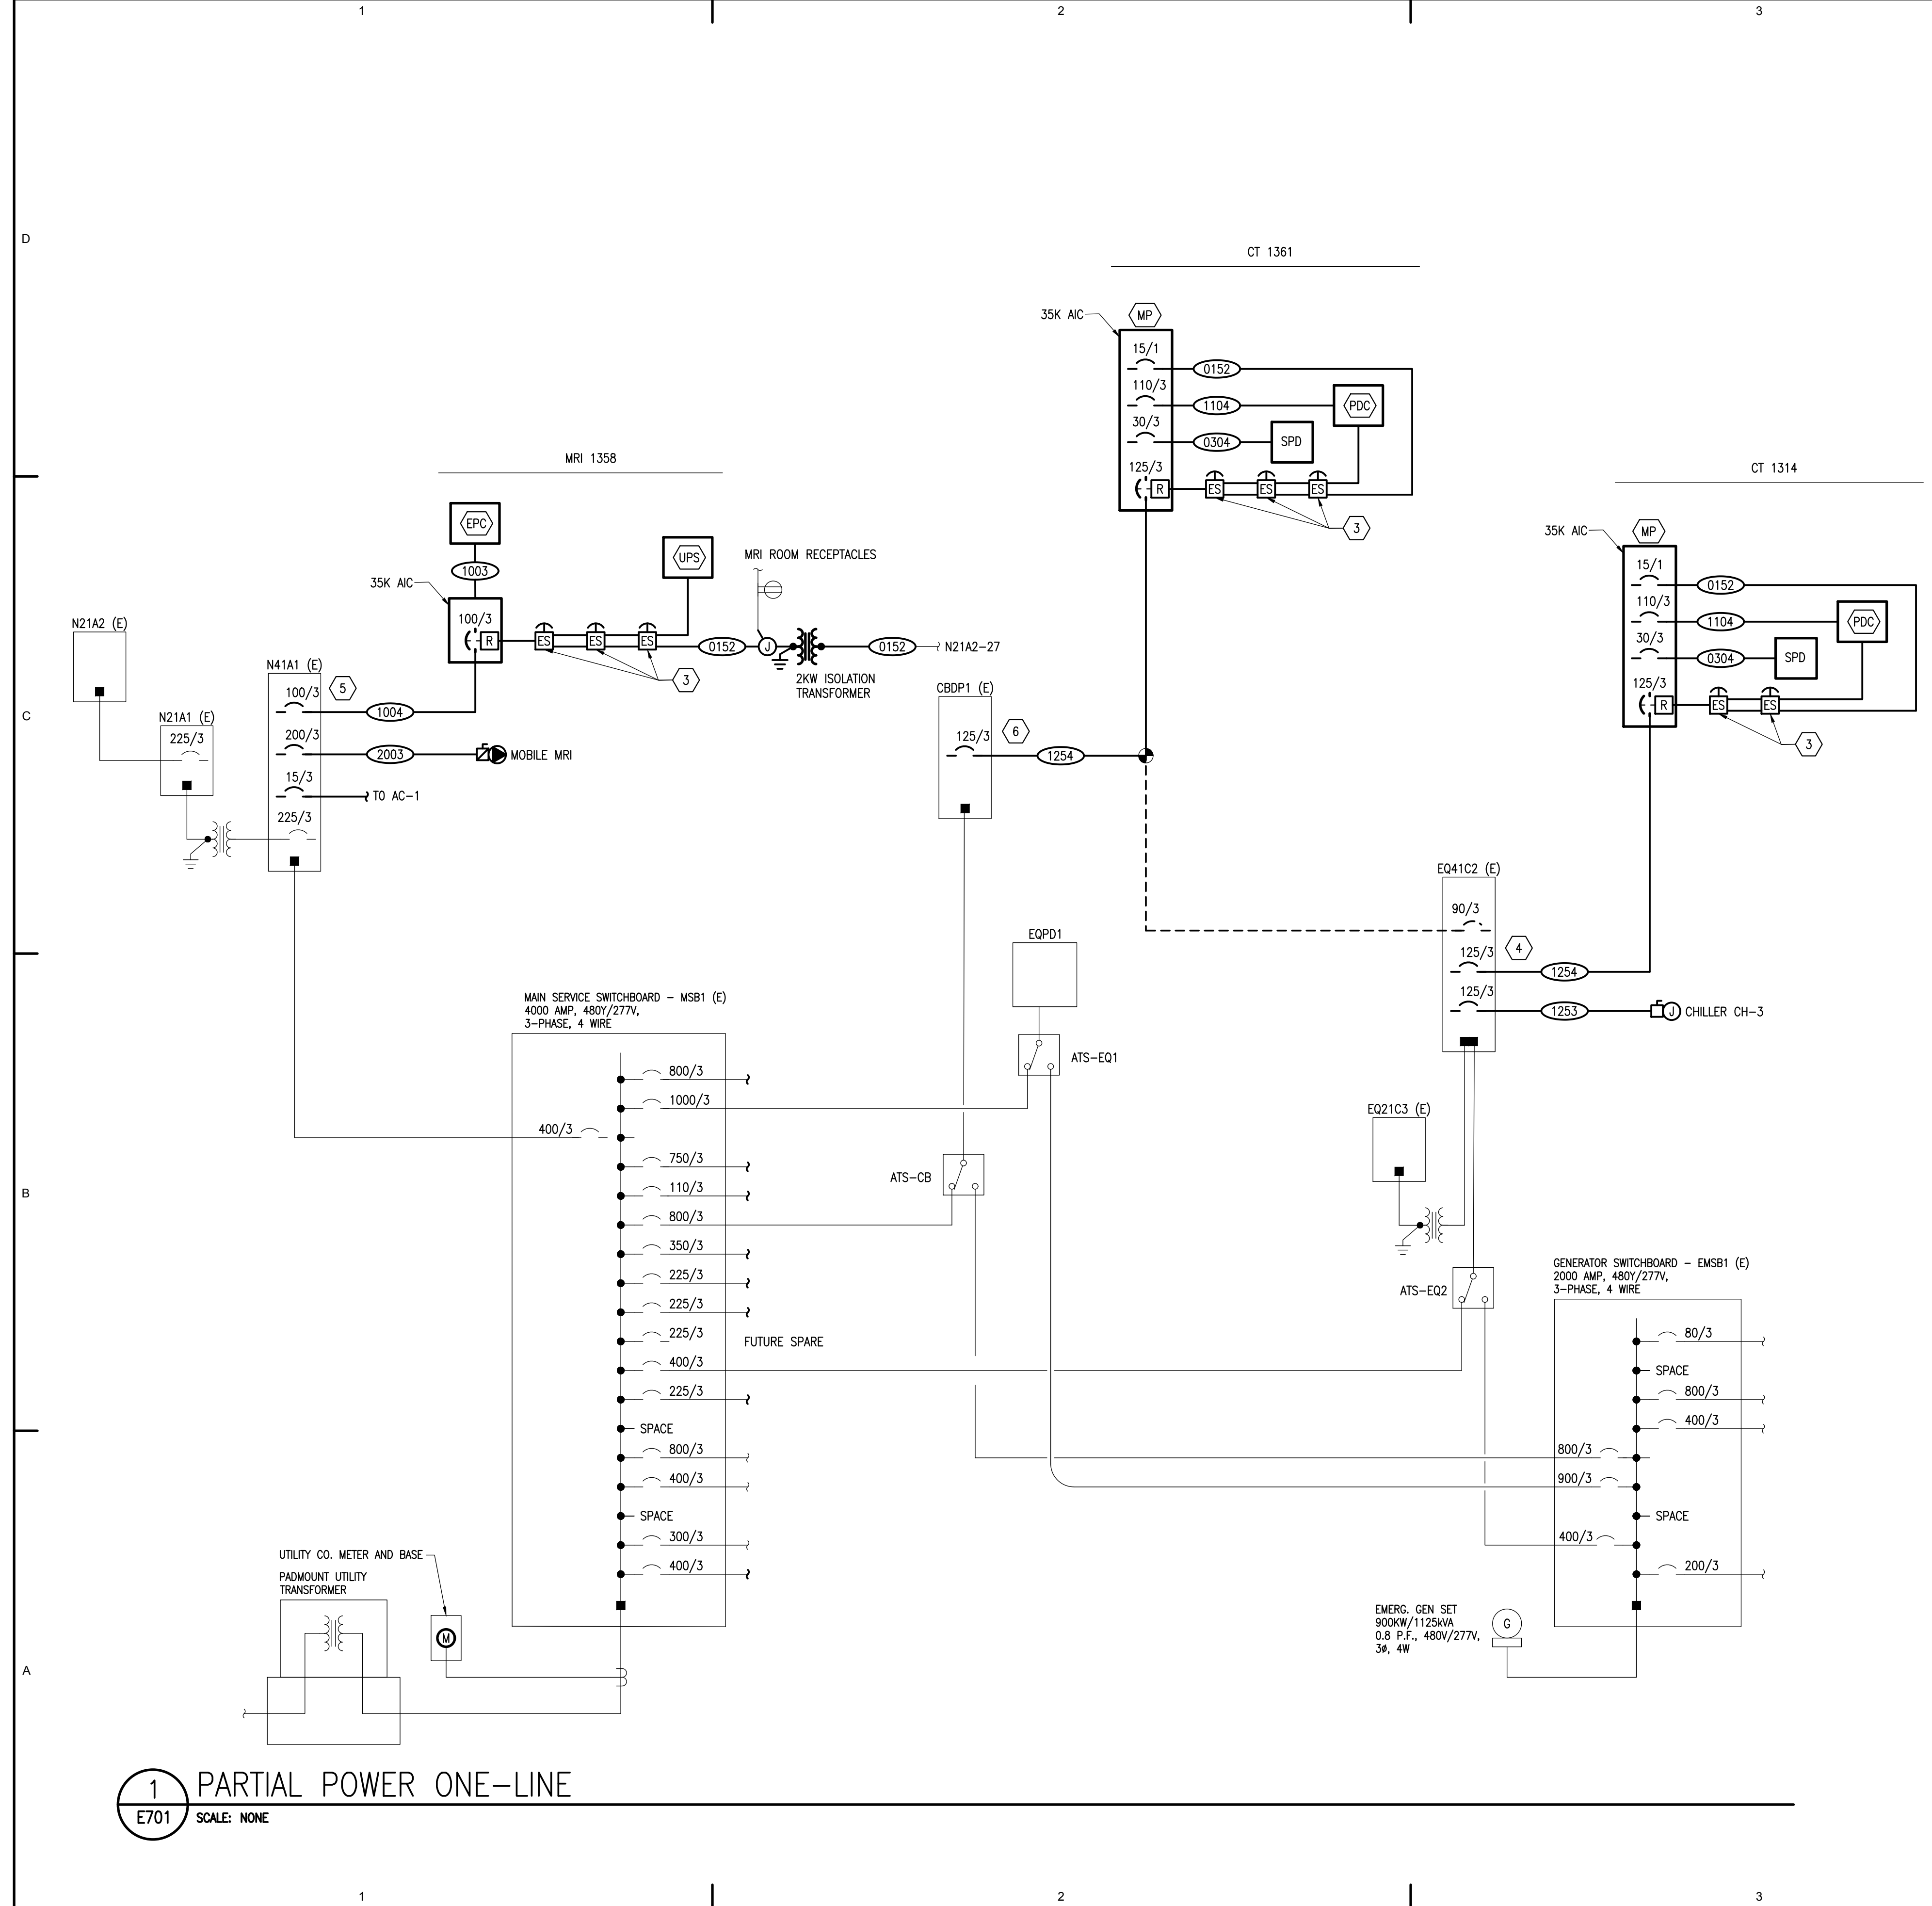 1
2
3
D
CT 1361
35K AIC
MP
15/1
0152
110/3
1104
PDC
30/3
0304
SPD
125/3
R
ES
ES
ES
3
MRI 1358
EPC
1003
35K AIC
100/3
R
ES
ES
ES
3
UPS
MRI ROOM RECEPTACLES
0152
J
0152
N21A2-27
2KW ISOLATION
TRANSFORMER
CT 1314
35K AIC
MP
15/1
0152
110/3
1104
PDC
30/3
0304
SPD
125/3
R
ES
ES
3
C
N21A2 (E)
N21A1 (E)
225/3
N41A1 (E)
100/3
5
1004
200/3
2003
MOBILE MRI
15/3
TO AC-1
225/3
CBDP1 (E)
125/3
6
1254
EQ41C2 (E)
90/3
125/3
4
1254
125/3
1253
J
CHILLER CH-3
EQPD1
ATS-EQ1
MAIN SERVICE SWITCHBOARD - MSB1 (E)
4000 AMP, 480Y/277V,
3-PHASE, 4 WIRE
800/3
1000/3
400/3
750/3
110/3
800/3
350/3
225/3
225/3
225/3
FUTURE SPARE
400/3
225/3
SPACE
800/3
400/3
SPACE
300/3
400/3
B
ATS-CB
EQ21C3 (E)
ATS-EQ2
GENERATOR SWITCHBOARD - EMSB1 (E)
2000 AMP, 480Y/277V,
3-PHASE, 4 WIRE
80/3
SPACE
800/3
400/3
800/3
900/3
SPACE
400/3
200/3
UTILITY CO. METER AND BASE
PADMOUNT UTILITY
TRANSFORMER
M
EMERG. GEN SET
900KW/1125kVA
0.8 P.F., 480V/277V,
3ø, 4W
G
A
1
E701
PARTIAL POWER ONE-LINE
SCALE: NONE
1
2
3